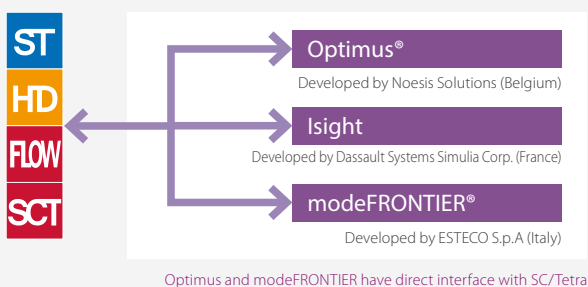 ST
HD
FLOW
SCT
Optimus®
Developed by Noesis Solutions (Belgium)
Isight
Developed by Dassault Systems Simulia Corp. (France)
modeFRONTIER®
Developed by ESTECO S.p.A (Italy)
Optimus and modeFRONTIER have direct interface with SC/Tetra